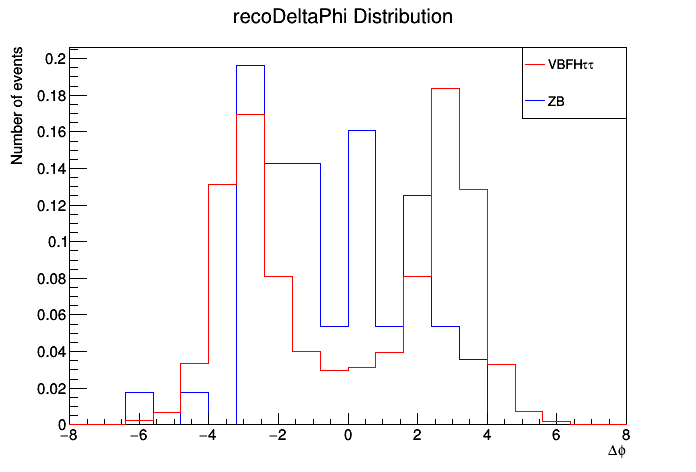 recoDeltaPhi Distribution
Number of events
0.2
0.18
0.16
0.14
0.12
0.1
0.08
0.06
0.04
0.02
0
VBFHττ
ZB
−8 −6 −4 −2 0 2 4 6 8
Δϕ